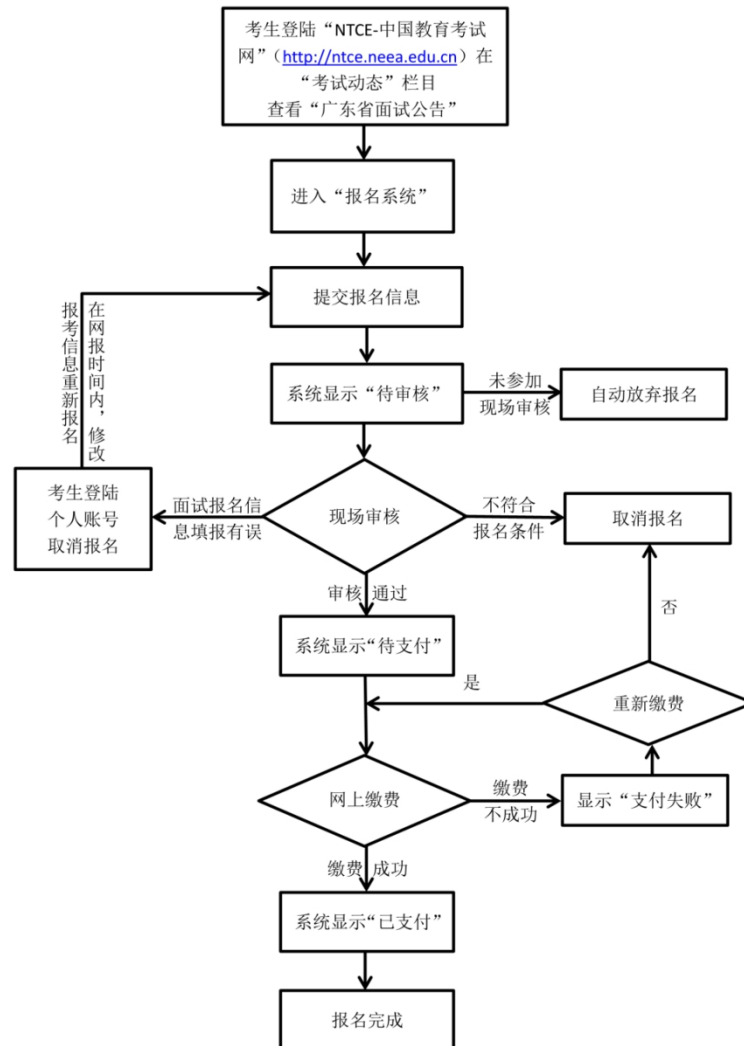 考生登陆“NTCE-中国教育考试
网”（http://ntce.neea.edu.cn）在
“考试动态”栏目
查看“广东省面试公告”
进入“报名系统”
提交报名信息
在网报时间内，修改
报考信息重新报名
系统显示“待审核”
未参加
现场审核
自动放弃报名
考生登陆
个人账号
取消报名
面试报名信
息填报有误
现场审核
不符合
报名条件
取消报名
审核 通过
否
系统显示“待支付”
是
重新缴费
网上缴费
缴费
不成功
显示“支付失败”
缴费 成功
系统显示“已支付”
报名完成